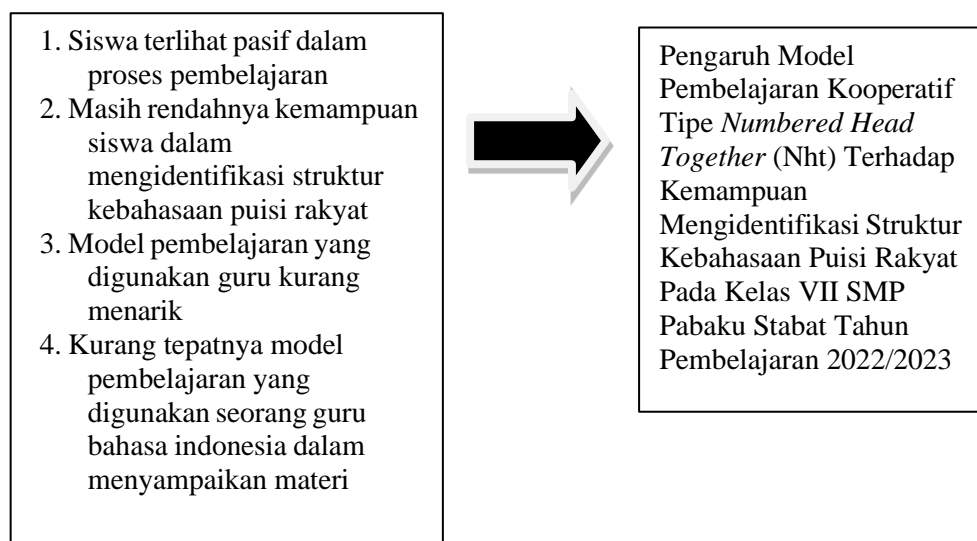 1. Siswa terlihat pasif dalam
proses pembelajaran
2. Masih rendahnya kemampuan
siswa dalam
mengidentifikasi struktur
kebahasaan puisi rakyat
3. Model pembelajaran yang
digunakan guru kurang
menarik
4. Kurang tepatnya model
pembelajaran yang
digunakan seorang guru
bahasa indonesia dalam
menyampaikan materi
Pengaruh Model
Pembelajaran Kooperatif
Tipe Numbered Head
Together (Nht) Terhadap
Kemampuan
Mengidentifikasi Struktur
Kebahasaan Puisi Rakyat
Pada Kelas VII SMP
Pabaku Stabat Tahun
Pembelajaran 2022/2023